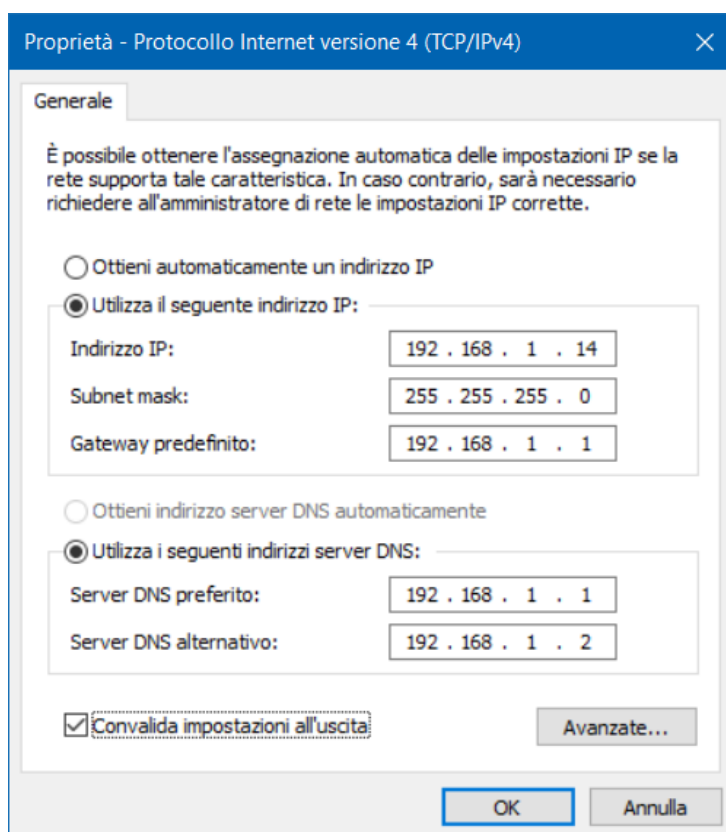 Proprietà - Protocollo Internet versione 4 (TCP/IPv4)
Generale
È possibile ottenere l'assegnazione automatica delle impostazioni IP se la
rete supporta tale caratteristica. In caso contrario, sarà necessario
richiedere all'amministratore di rete le impostazioni IP corrette.
Ottieni automaticamente un indirizzo IP
Utilizza il seguente indirizzo IP:
Indirizzo IP: 192 . 168 . 1 . 14
Subnet mask: 255 . 255 . 255 . 0
Gateway predefinito: 192 . 168 . 1 . 1
Ottieni indirizzo server DNS automaticamente
Utilizza i seguenti indirizzi server DNS:
Server DNS preferito: 192 . 168 . 1 . 1
Server DNS alternativo: 192 . 168 . 1 . 2
Convalida impostazioni all'uscita Avanzate...
OK Annulla